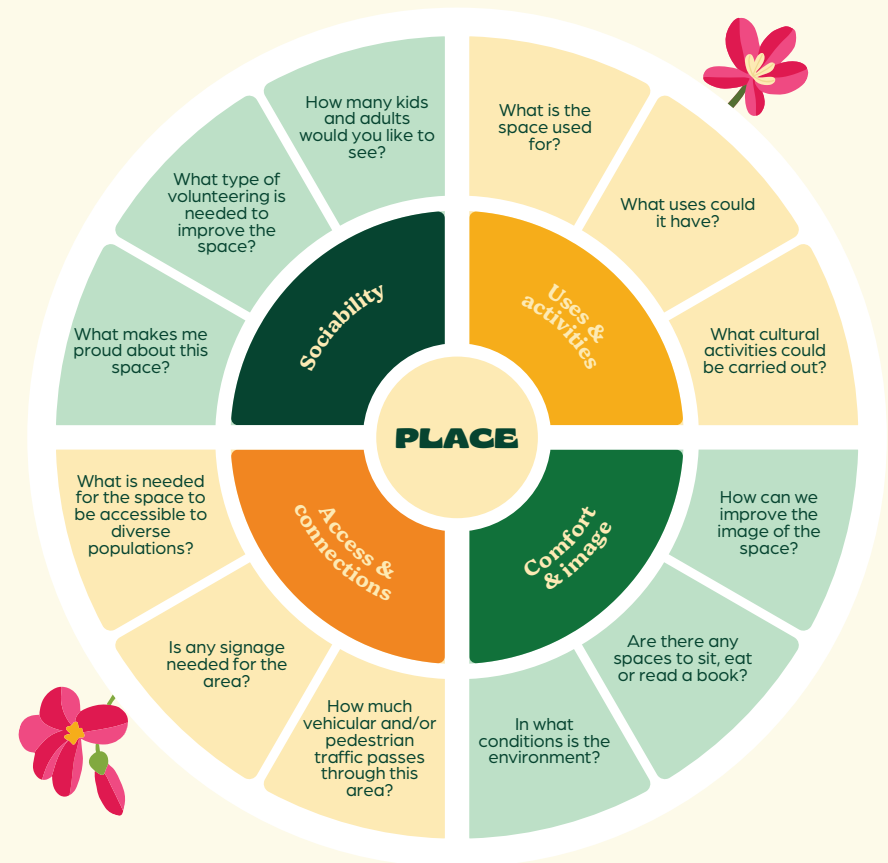 How many kids
and adults
would you like to
see?
What is the
space used
for?
What type of
volunteering is
needed to
improve the
space?
What uses could
it have?
What makes me
proud about this
space?
Sociability
Uses &
activities
What cultural
activities could
be carried out?
PLACE
What is needed
for the space to
be accessible to
diverse
populations?
Access &
connections
Comfort
& image
How can we
improve the
image of the
space?
Is any signage
needed for the
area?
Are there any
spaces to sit, eat
or read a book?
How much
vehicular and/or
pedestrian
traffic passes
through this
area?
In what
conditions is the
environment?